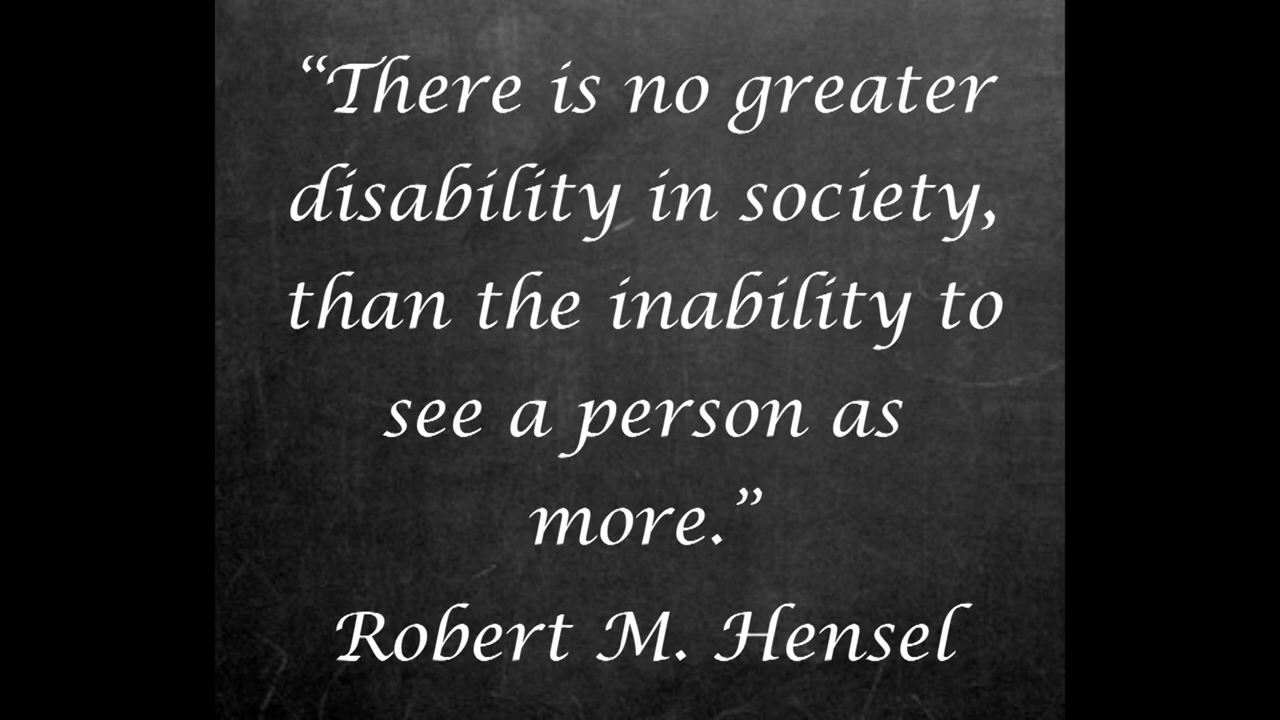 “There is no greater
disability in society,
than the inability to
see a person as
more.”
Robert M. Hensel